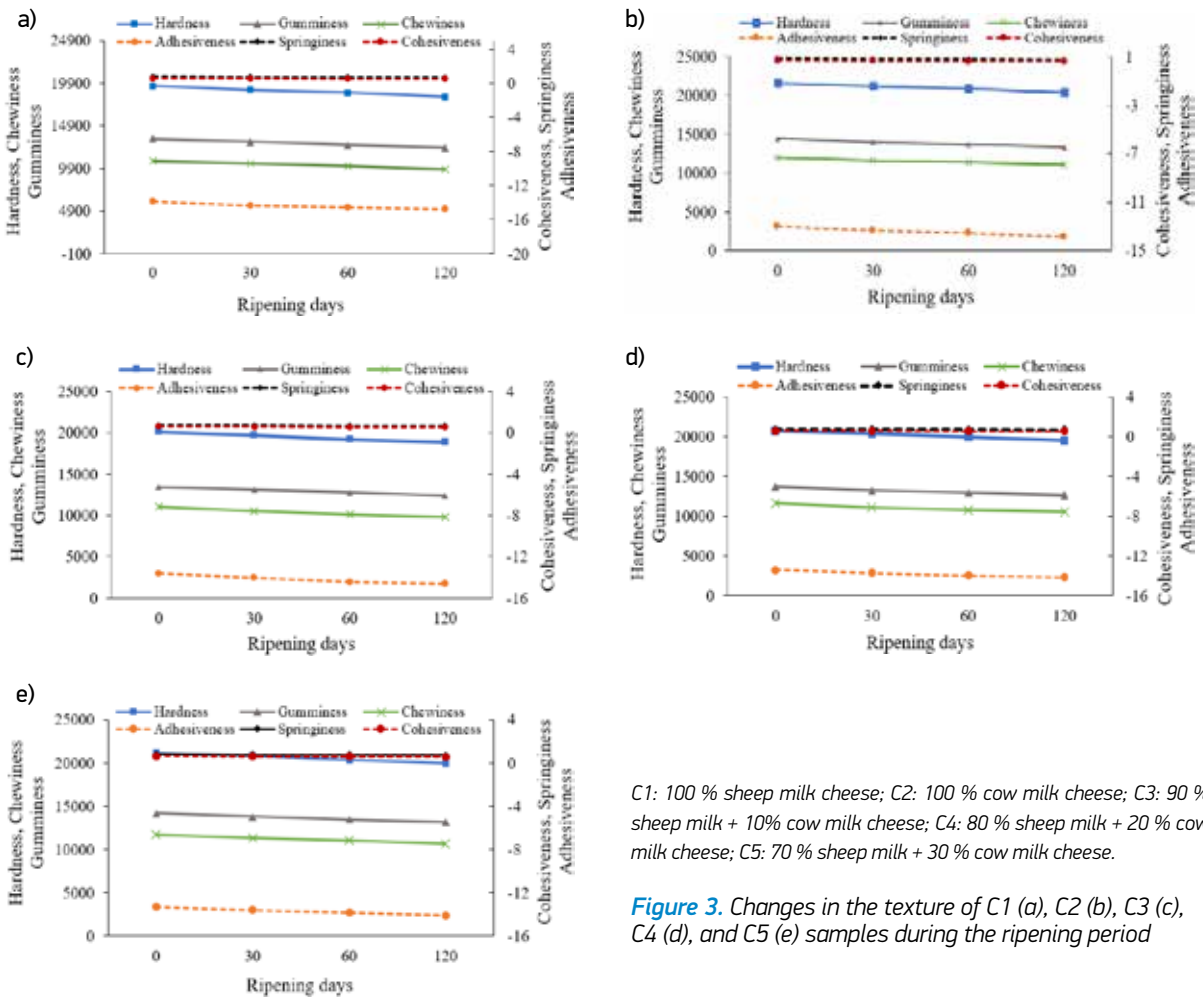 a)
Hardness Gumminess Chewiness
Adhesiveness Springiness Cohesiveness
24900
19900
14900
9900
4900
-100
4
0
-4
-8
-12
-16
-20
0 30 60 120
Ripening days
Hardness, Chewiness
Gumminess
Cohesiveness, Springiness
Adhesiveness
b)
Hardness Gumminess Chewiness
Adhesiveness Springiness Cohesiveness
25000
20000
15000
10000
5000
0
1
-3
-7
-11
-15
0 30 60 120
Ripening days
Hardness, Chewiness
Gumminess
Cohesiveness, Springiness
Adhesiveness
c)
Hardness Gumminess Chewiness
Adhesiveness Springiness Cohesiveness
25000
20000
15000
10000
5000
0
4
0
-4
-8
-12
-16
0 30 60 120
Ripening days
Hardness, Chewiness
Gumminess
Cohesiveness, Springiness
Adhesiveness
d)
Hardness Gumminess Chewiness
Adhesiveness Springiness Cohesiveness
25000
20000
15000
10000
5000
0
4
0
-4
-8
-12
-16
0 30 60 120
Ripening days
Hardness, Chewiness
Gumminess
Cohesiveness, Springiness
Adhesiveness
e)
Hardness Gumminess Chewiness
Adhesiveness Springiness Cohesiveness
25000
20000
15000
10000
5000
0
4
0
-4
-8
-12
-16
0 30 60 120
Ripening days
Hardness, Chewiness
Gumminess
Cohesiveness, Springiness
Adhesiveness
C1: 100 % sheep milk cheese; C2: 100 % cow milk cheese; C3: 90 %
sheep milk + 10% cow milk cheese; C4: 80 % sheep milk + 20 % cow
milk cheese; C5: 70 % sheep milk + 30 % cow milk cheese.
Figure 3. Changes in the texture of C1 (a), C2 (b), C3 (c),
C4 (d), and C5 (e) samples during the ripening period